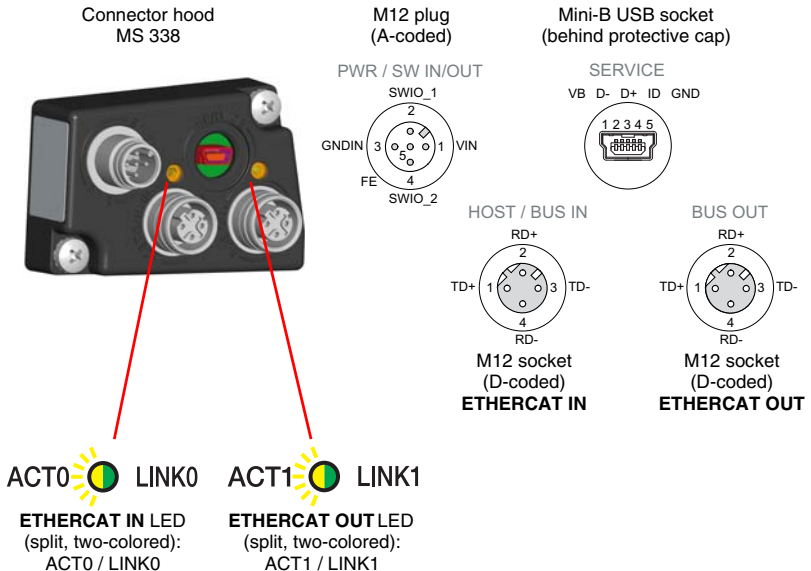 Connector hood
MS 338
M12 plug
(A-coded)
Mini-B USB socket
(behind protective cap)
PWR / SW IN/OUT
SWIO_1
2
GNDIN 3 5 1 VIN
FE 4
SWIO_2
SERVICE
VB D- D+ ID GND
1 2 3 4 5
HOST / BUS IN
RD+
2
TD+ 1 3 TD-
4
RD-
M12 socket
(D-coded)
ETHERCAT IN
BUS OUT
RD+
2
TD+ 1 3 TD-
4
RD-
M12 socket
(D-coded)
ETHERCAT OUT
ACT0 LINK0
ETHERCAT IN LED
(split, two-colored):
ACT0 / LINK0
ACT1 LINK1
ETHERCAT OUT LED
(split, two-colored):
ACT1 / LINK1